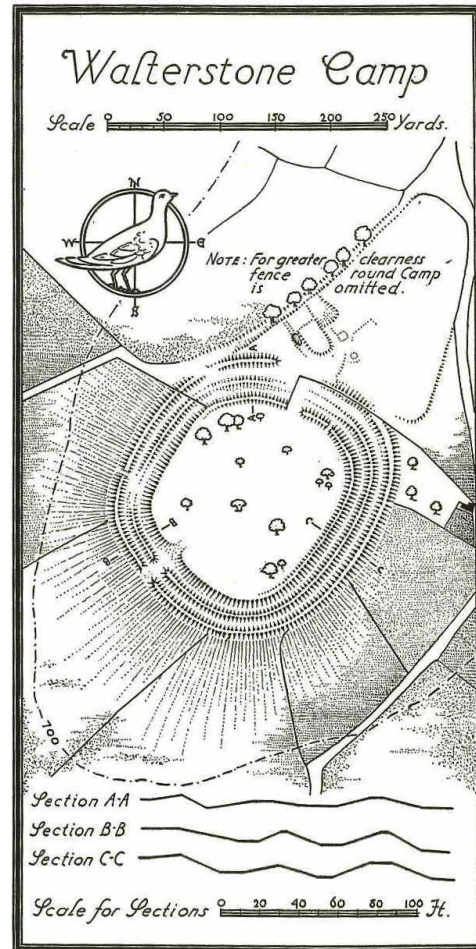 Walterstone Camp
Scale 0 50 100 150 200 250 Yards.
N
W E
S
NOTE: For greater clearness
fence round Camp
is omitted.
A
A
B
B
C
C
700
Section A-A
Section B-B
Section C-C
Scale for Sections 0 20 40 60 80 100 Ft.